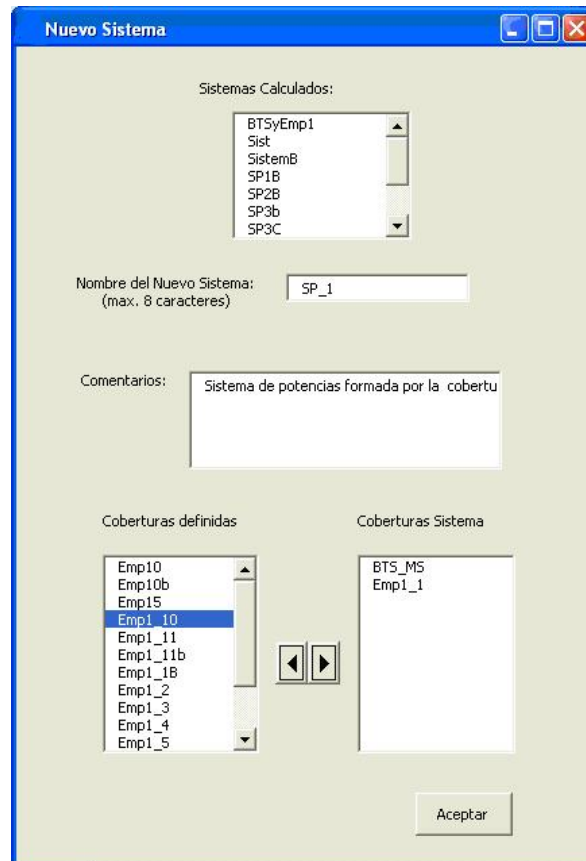 Nuevo Sistema
Sistemas Calculados:
BTSyEmp1
Sist
SistemB
SP1B
SP2B
SP3b
SP3C
Nombre del Nuevo Sistema:
(max. 8 caracteres)
SP_1
Comentarios:
Sistema de potencias formada por la cobertu
Coberturas definidas
Emp10
Emp10b
Emp15
Emp1_10
Emp1_11
Emp1_11b
Emp1_1B
Emp1_2
Emp1_3
Emp1_4
Emp1_5
Coberturas Sistema
BTS_MS
Emp1_1
Aceptar